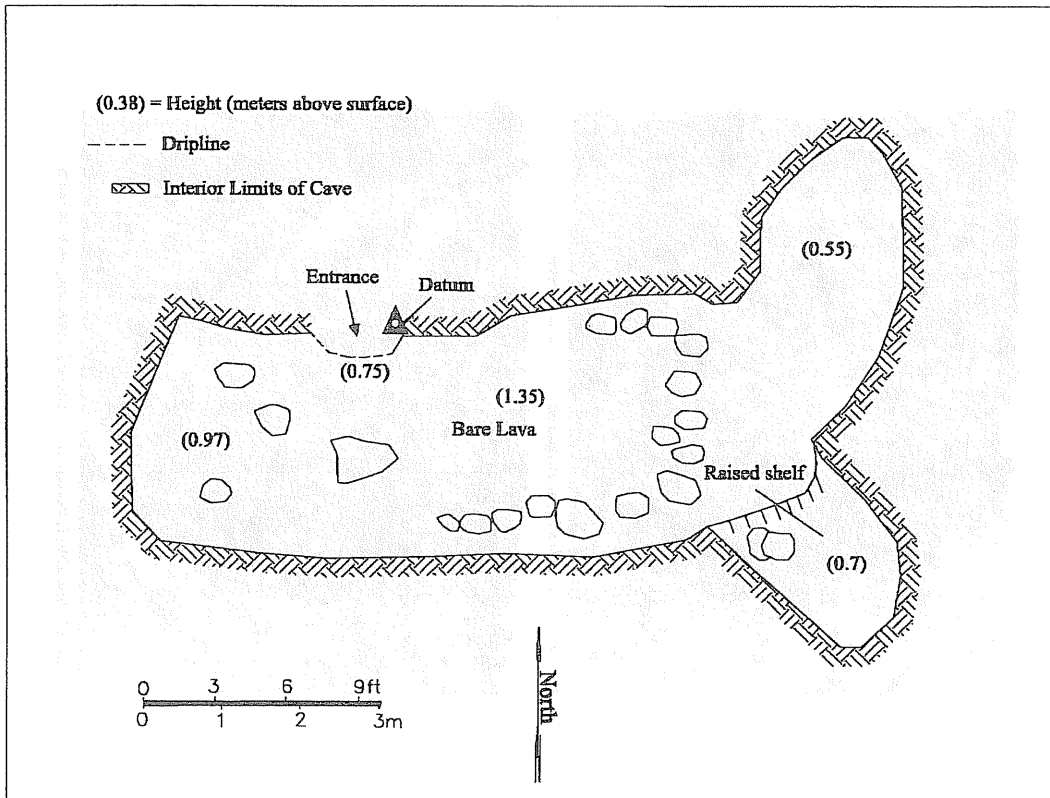 (0.38) = Height (meters above surface)
Dripline
Interior Limits of Cave
Entrance
Datum
(0.55)
(0.75)
(1.35)
Bare Lava
(0.97)
Raised shelf
(0.7)
North
0 3 6 9ft
0 1 2 3m